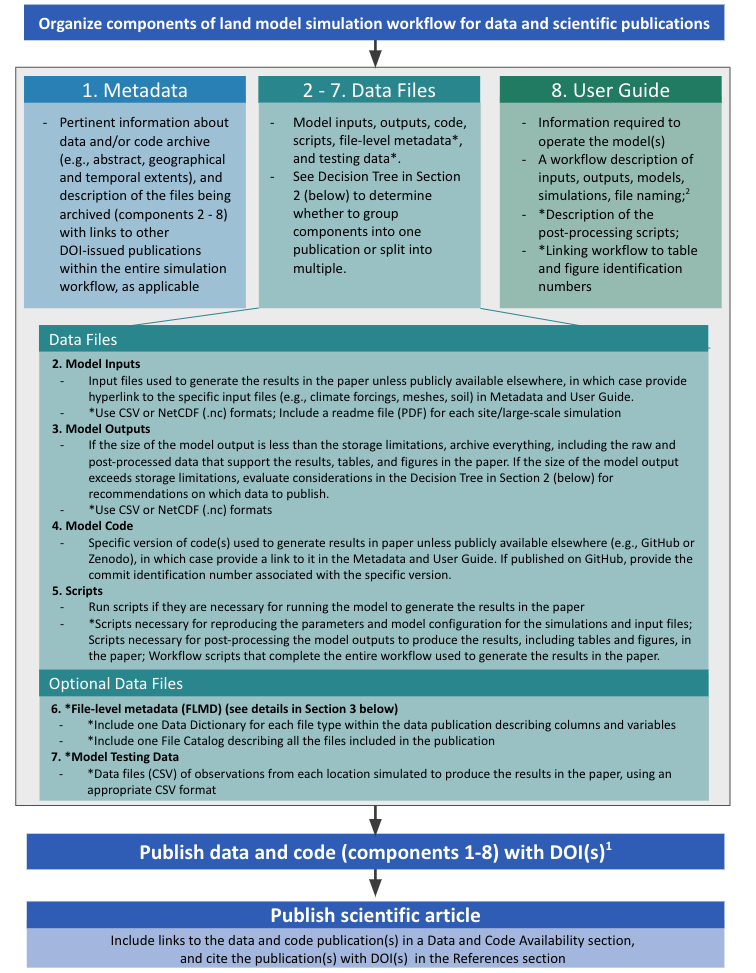 Organize components of land model simulation workflow for data and scientific publications
1. Metadata
- Pertinent information about
data and/or code archive
(e.g., abstract, geographical
and temporal extents), and
description of the files being
archived (components 2 - 8)
with links to other
DOI-issued publications
within the entire simulation
workflow, as applicable
2 - 7. Data Files
- Model inputs, outputs, code,
scripts, file-level metadata*,
and testing data*.
- See Decision Tree in Section
2 (below) to determine
whether to group
components into one
publication or split into
multiple.
8. User Guide
- Information required to
operate the model(s)
- A workflow description of
inputs, outputs, models,
simulations, file naming;²
- *Description of the
post-processing scripts;
- *Linking workflow to table
and figure identification
numbers
Data Files
2. Model Inputs
- Input files used to generate the results in the paper unless publicly available elsewhere, in which case provide
hyperlink to the specific input files (e.g., climate forcings, meshes, soil) in Metadata and User Guide.
- *Use CSV or NetCDF (.nc) formats; Include a readme file (PDF) for each site/large-scale simulation
3. Model Outputs
- If the size of the model output is less than the storage limitations, archive everything, including the raw and
post-processed data that support the results, tables, and figures in the paper. If the size of the model output
exceeds storage limitations, evaluate considerations in the Decision Tree in Section 2 (below) for
recommendations on which data to publish.
- *Use CSV or NetCDF (.nc) formats
4. Model Code
- Specific version of code(s) used to generate results in paper unless publicly available elsewhere (e.g., GitHub or
Zenodo), in which case provide a link to it in the Metadata and User Guide. If published on GitHub, provide the
commit identification number associated with the specific version.
5. Scripts
- Run scripts if they are necessary for running the model to generate the results in the paper
- *Scripts necessary for reproducing the parameters and model configuration for the simulations and input files;
Scripts necessary for post-processing the model outputs to produce the results, including tables and figures, in
the paper; Workflow scripts that complete the entire workflow used to generate the results in the paper.
Optional Data Files
6. *File-level metadata (FLMD) (see details in Section 3 below)
- *Include one Data Dictionary for each file type within the data publication describing columns and variables
- *Include one File Catalog describing all the files included in the publication
7. *Model Testing Data
- *Data files (CSV) of observations from each location simulated to produce the results in the paper, using an
appropriate CSV format
Publish data and code (components 1-8) with DOI(s)¹
Publish scientific article
Include links to the data and code publication(s) in a Data and Code Availability section,
and cite the publication(s) with DOI(s) in the References section